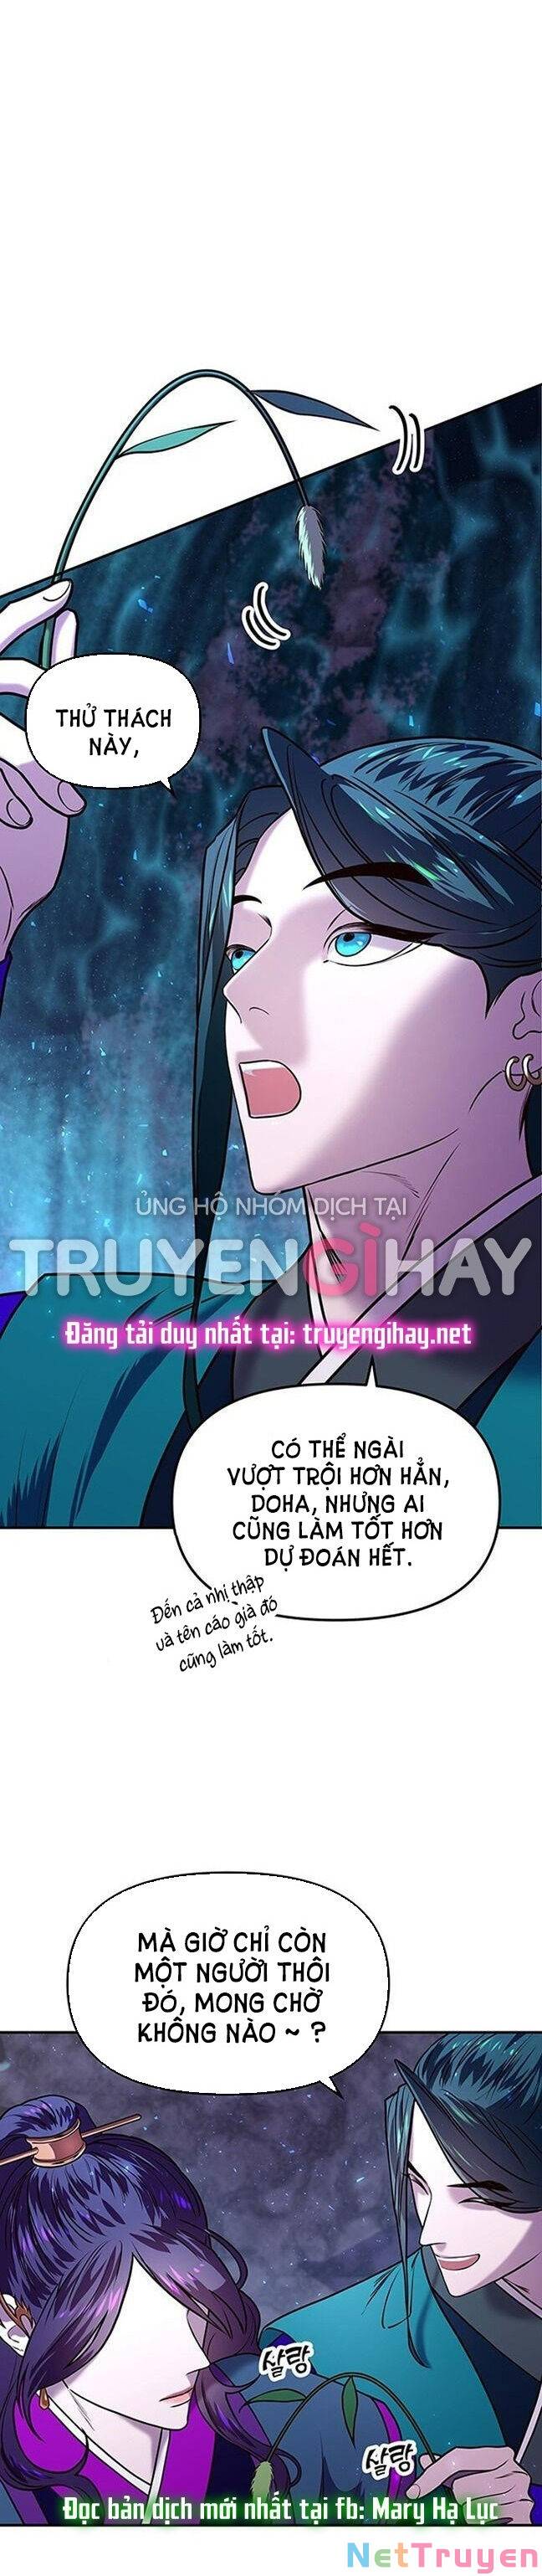 THỬ THÁCH
NÀY,
ỦNG HỘ NHÓM DỊCH TẠI
TRUYENGÌHAY
Đăng tải duy nhất tại: truyengihay.net
CÓ THỂ NGÀI
VƯỢT TRỘI HƠN HẲN,
DOHA, NHƯNG AI
CŨNG LÀM TỐT HƠN
DỰ ĐOÁN HẾT.
Đến cả nhị thập
và tên cáo già đó
cũng làm tốt.
MÀ GIỜ CHỈ CÒN
MỘT NGƯỜI THÔI
ĐÓ, MONG CHỜ
KHÔNG NÀO ~ ?
살랑
살랑
Đọc bản dịch mới nhất tại fb: Mary Hạ Lục
NetTruyen